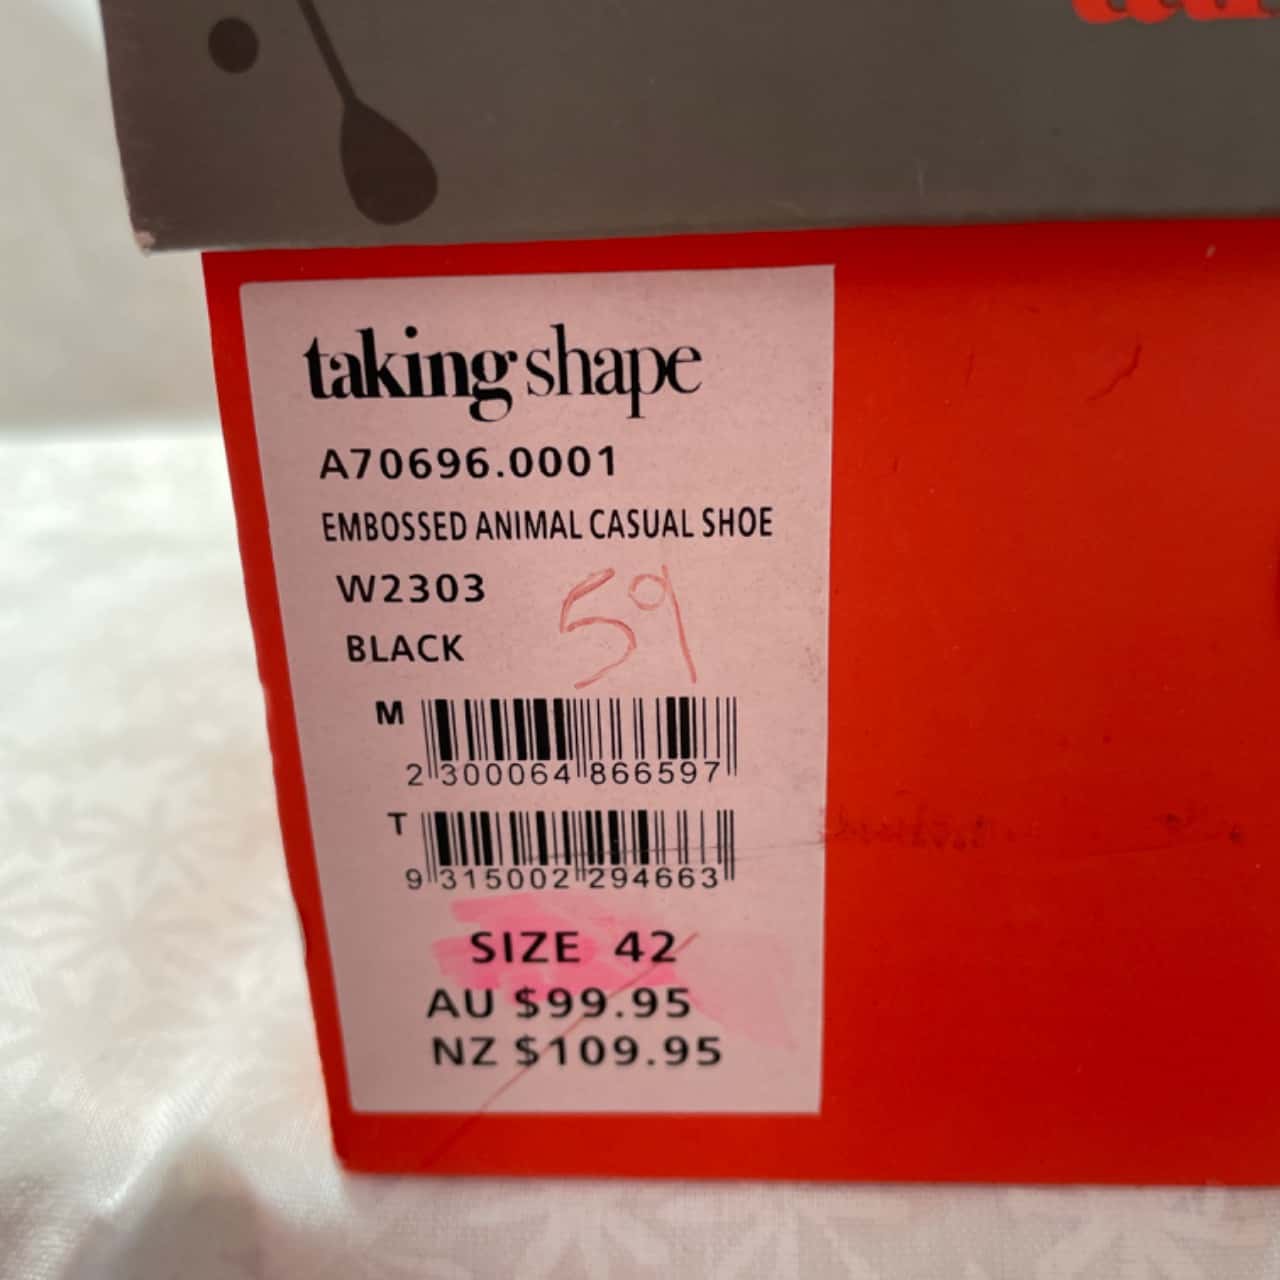 taking shape
A70696.0001
EMBOSSED ANIMAL CASUAL SHOE
W2303
59
BLACK
M
2 300064 866597
T
9 315002 294663
SIZE 42
AU $99.95
NZ $109.95